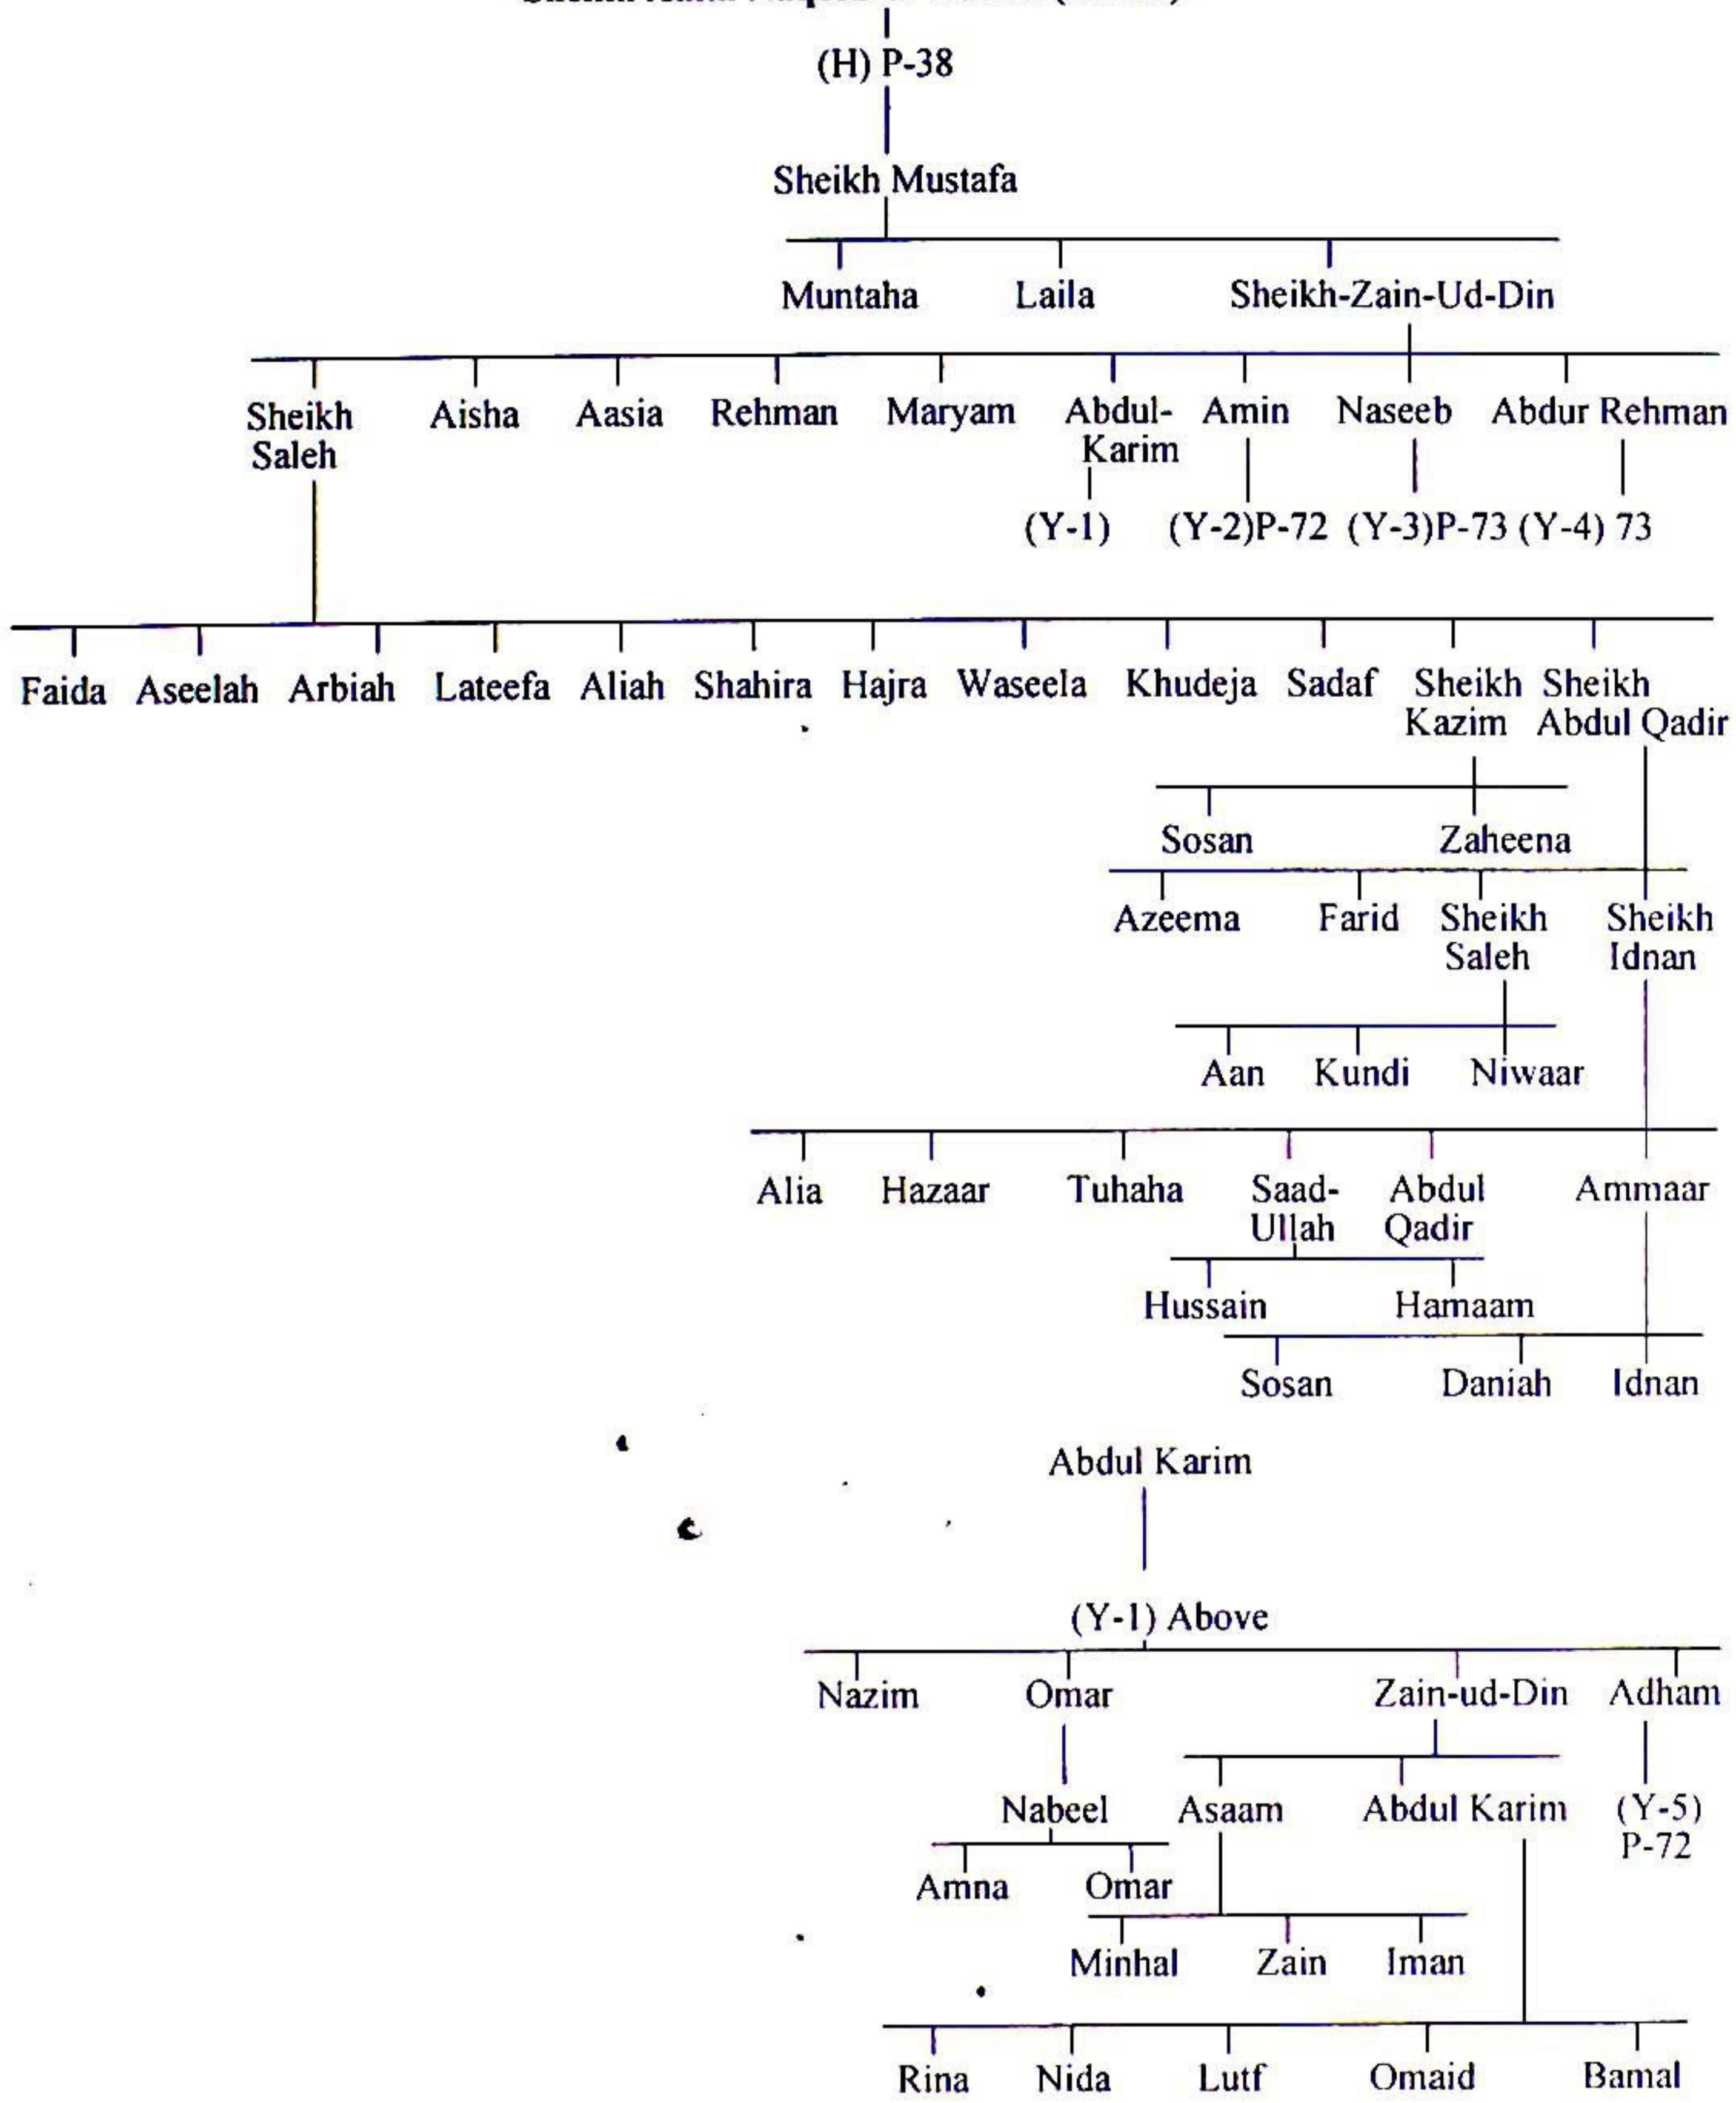 (H) P-38
Sheikh Mustafa
Muntaha Laila Sheikh-Zain-Ud-Din
Sheikh Aisha Aasia Rehman Maryam Abdul- Amin Naseeb Abdur Rehman
Saleh Karim
(Y-1) (Y-2)P-72 (Y-3)P-73 (Y-4) 73
Faida Aseelah Arbiah Lateefa Aliah Shahira Hajra Waseela Khudeja Sadaf Sheikh Sheikh
Kazim Abdul Qadir
Sosan Zaheena
Azeema Farid Sheikh Sheikh
Saleh Idnan
Aan Kundi Niwaar
Alia Hazaar Tuhaha Saad- Abdul Ammaar
Ullah Qadir
Hussain Hamaam
Sosan Daniah Idnan
Abdul Karim
(Y-1) Above
Nazim Omar Zain-ud-Din Adham
Nabeel Asaam Abdul Karim (Y-5)
P-72
Amna Omar
Minhal Zain Iman
Rina Nida Lutf Omaid Bamal